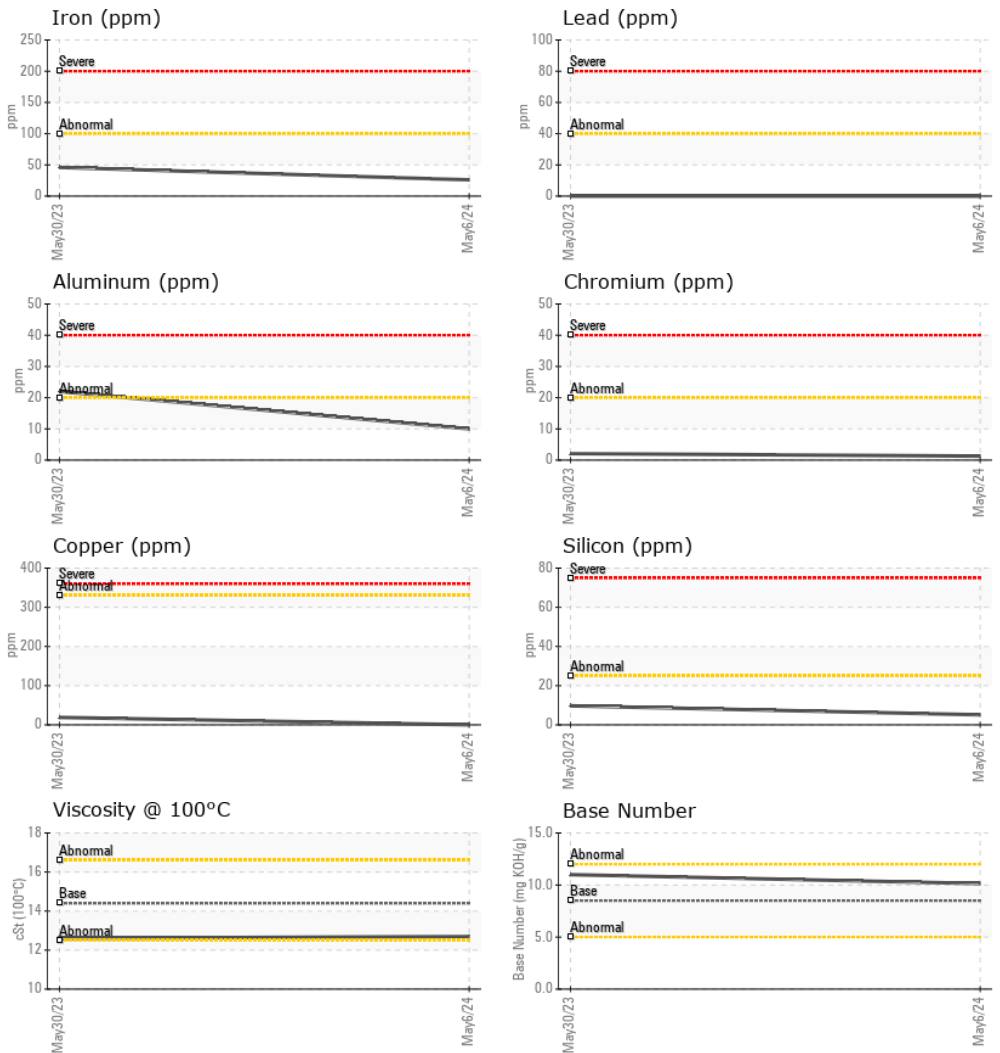 Iron (ppm)
250
200
150
100
50
0
ppm
Severe
Abnormal
May30/23
May6/24
Lead (ppm)
100
80
60
40
20
0
ppm
Severe
Abnormal
May30/23
May6/24
Aluminum (ppm)
50
40
30
20
10
0
ppm
Severe
Abnormal
May30/23
May6/24
Chromium (ppm)
50
40
30
20
10
0
ppm
Severe
Abnormal
May30/23
May6/24
Copper (ppm)
400
300
200
100
0
ppm
Severe
Abnormal
May30/23
May6/24
Silicon (ppm)
80
60
40
20
0
ppm
Severe
Abnormal
May30/23
May6/24
Viscosity @ 100°C
18
16
14
12
10
cSt (100°C)
Abnormal
Base
Abnormal
May30/23
May6/24
Base Number
15.0
10.0
5.0
0.0
Base Number (mg KOH/g)
Abnormal
Base
Abnormal
May30/23
May6/24